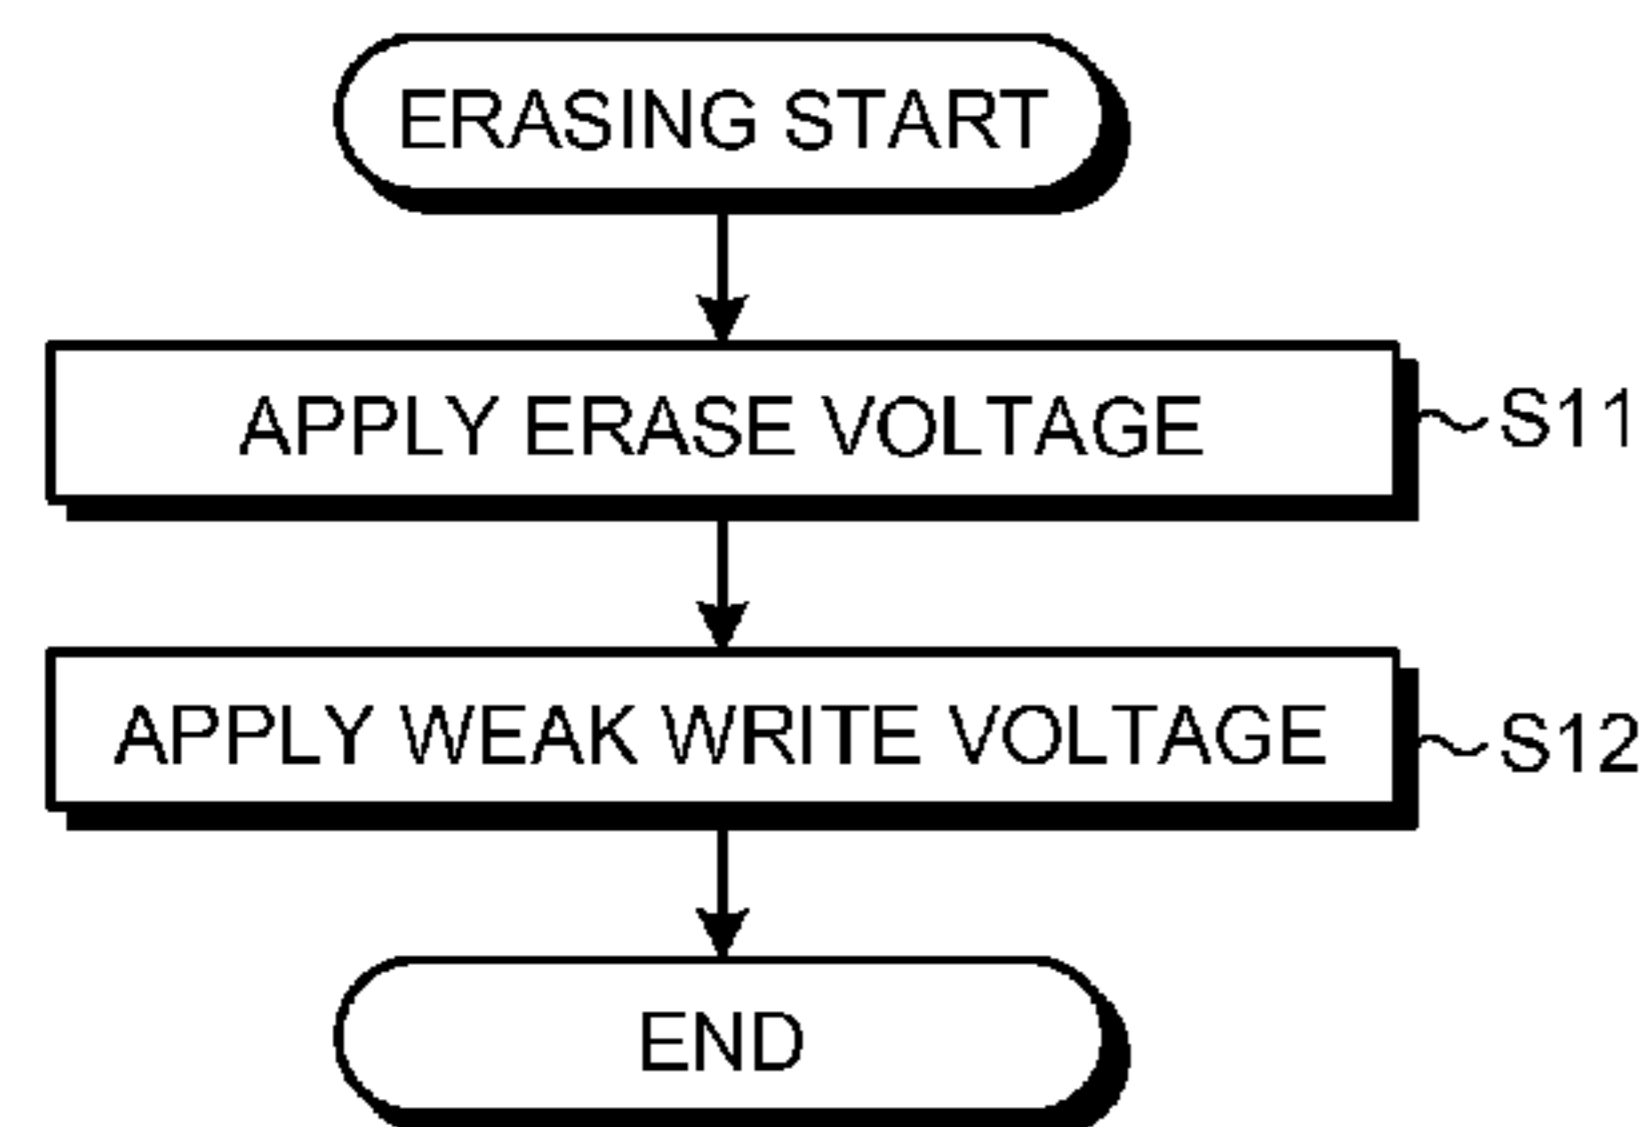 ERASING START
APPLY ERASE VOLTAGE
S11
APPLY WEAK WRITE VOLTAGE
S12
END